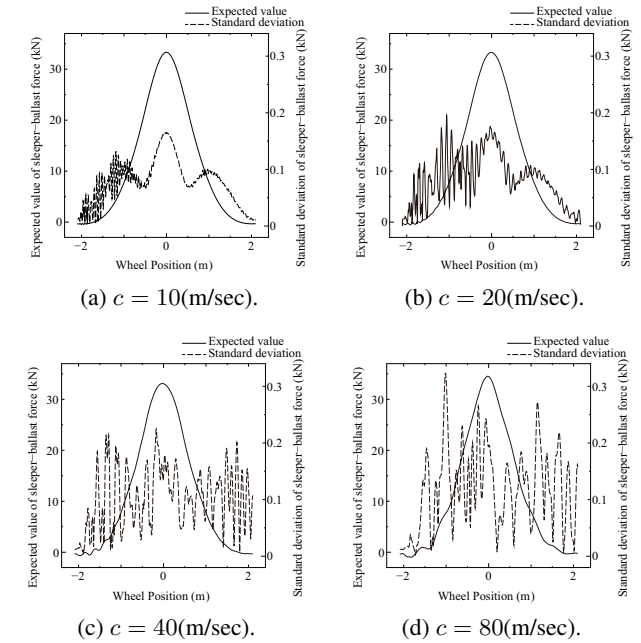 Expected value
Standard deviation
Expected value of sleeper–ballast force (kN)
30
20
10
0
Standard deviation of sleeper–ballast force (kN)
0.3
0.2
0.1
0
−2
0
2
Wheel Position (m)
(a) c = 10(m/sec).
Expected value
Standard deviation
Expected value of sleeper–ballast force (kN)
30
20
10
0
Standard deviation of sleeper–ballast force (kN)
0.3
0.2
0.1
0
−2
0
2
Wheel Position (m)
(b) c = 20(m/sec).
Expected value
Standard deviation
Expected value of sleeper–ballast force (kN)
30
20
10
0
Standard deviation of sleeper–ballast force (kN)
0.3
0.2
0.1
0
−2
0
2
Wheel Position (m)
(c) c = 40(m/sec).
Expected value
Standard deviation
Expected value of sleeper–ballast force (kN)
30
20
10
0
Standard deviation of sleeper–ballast force (kN)
0.3
0.2
0.1
0
−2
0
2
Wheel Position (m)
(d) c = 80(m/sec).